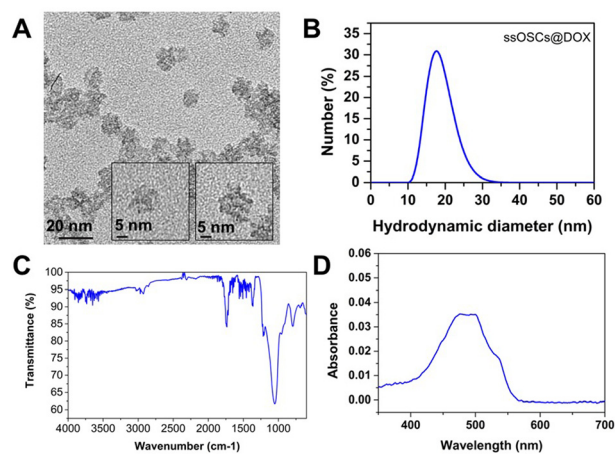 A
20 nm
5 nm
5 nm
B
ssOSCs@DOX
Number (%)
35
30
25
20
15
10
5
0
0 10 20 30 40 50 60
Hydrodynamic diameter (nm)
C
Transmittance (%)
100
95
90
85
80
75
70
65
60
4000 3500 3000 2500 2000 1500 1000
Wavenumber (cm-1)
D
Absorbance
0.06
0.05
0.04
0.03
0.02
0.01
0.00
400 500 600 700
Wavelength (nm)